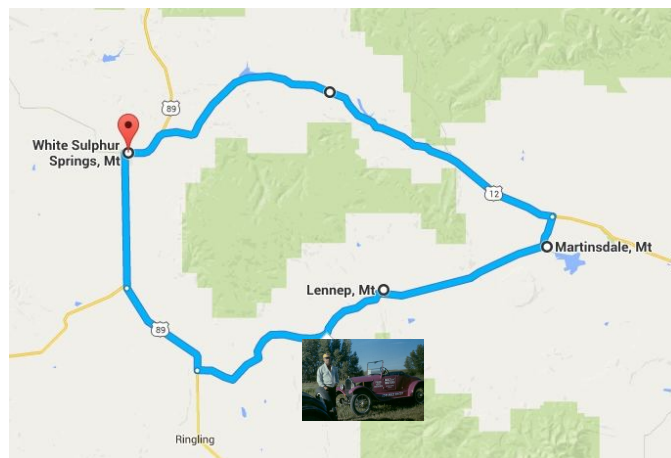 89
White Sulphur
Springs, Mt
12
Martinsdale, Mt
Lennep, Mt
89
Ringling